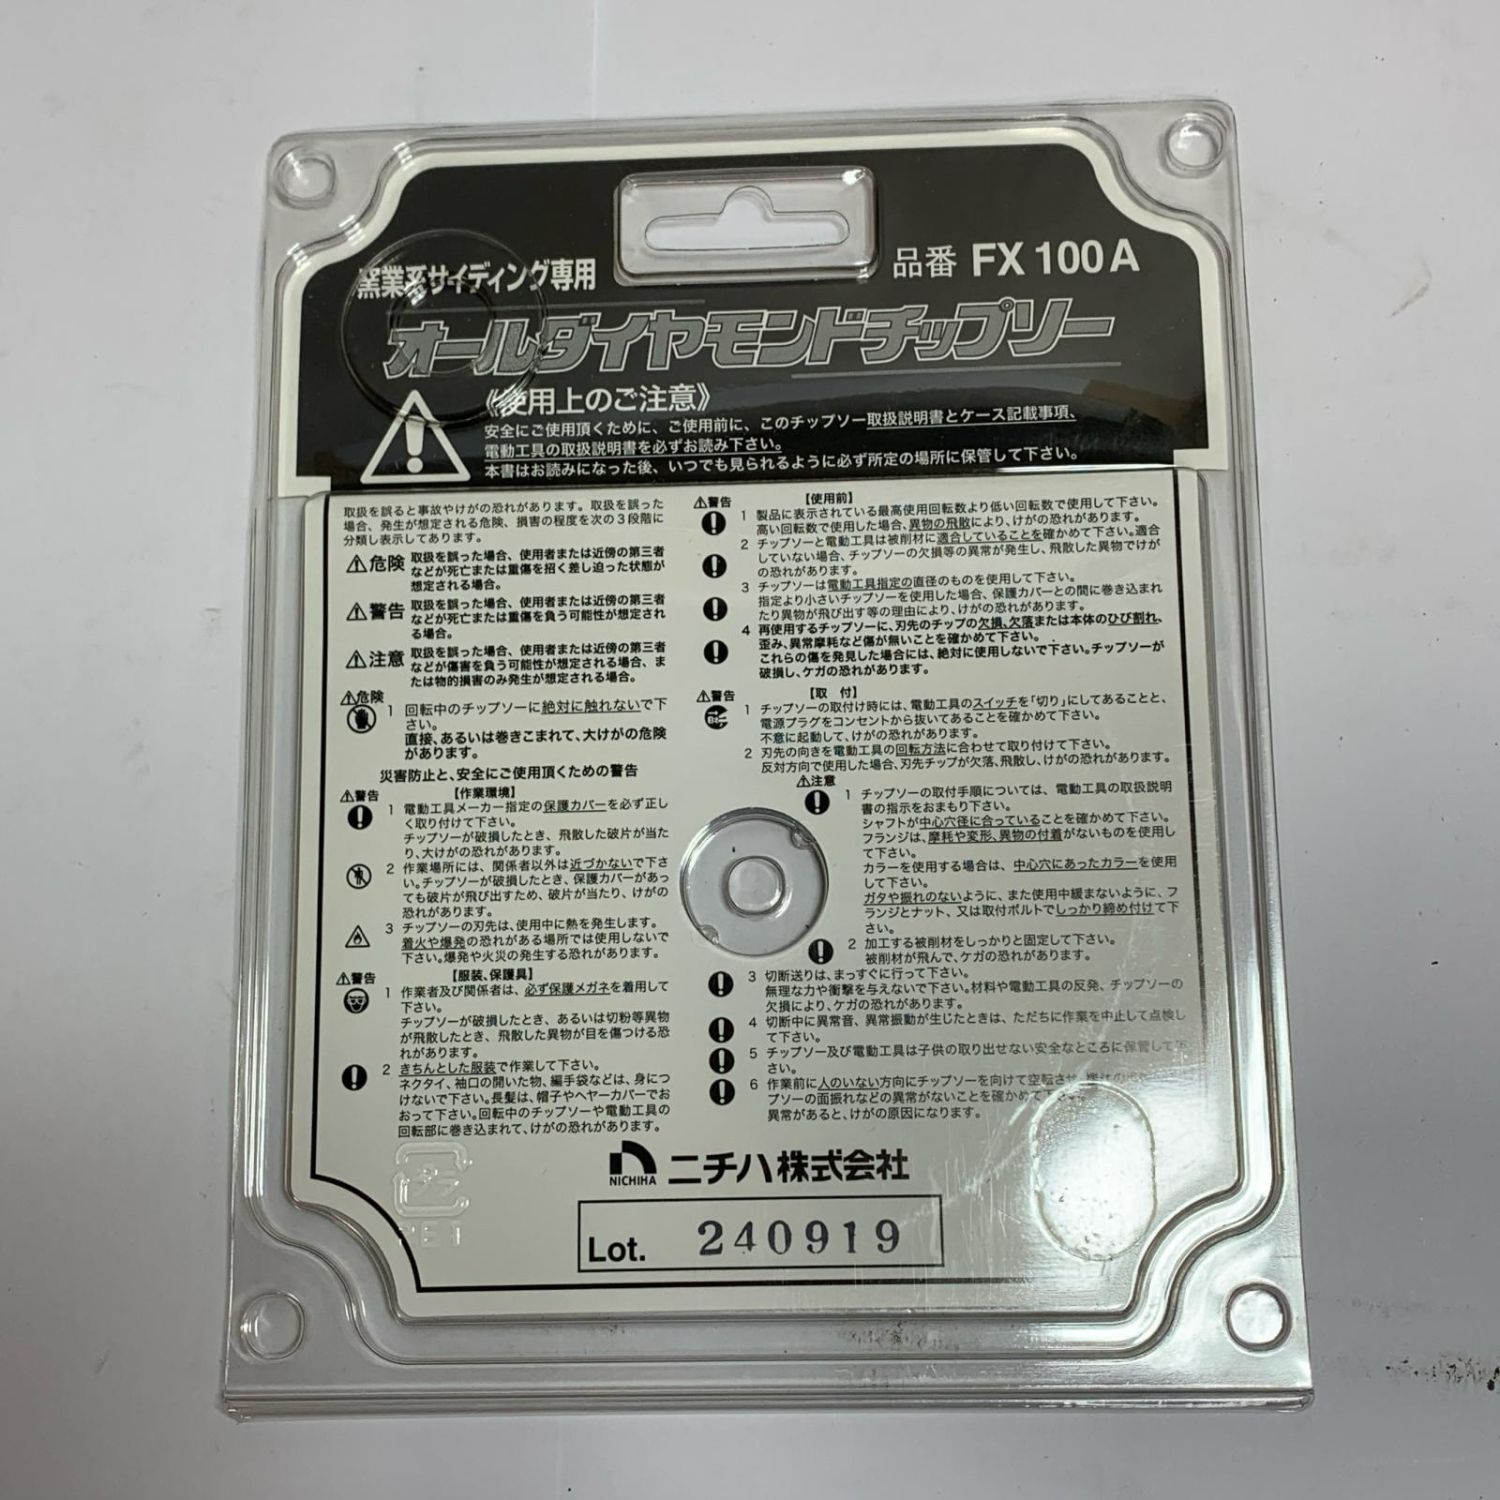 窯業系サイディング専用
品番 FX 100 A
オールダイヤモンドチップソー
《使用上のご注意》
安全にご使用頂くために、ご使用前に、このチップソー取扱説明書とケース記載事項、
電動工具の取扱説明書を必ずお読み下さい。
本書はお読みになった後、いつでも見られるように必ず所定の場所に保管して下さい。
取扱を誤ると事故やけがの恐れがあります。取扱を誤った
場合、発生が想定される危険、損害の程度を次の3段階に
分類し表示してあります。
危険 取扱を誤った場合、使用者または近傍の第三者
などが死亡または重傷を招く差し迫った状態が
想定される場合。
警告 取扱を誤った場合、使用者または近傍の第三者
などが死亡または重傷を負う可能性が想定され
る場合。
注意 取扱を誤った場合、使用者または近傍の第三者
などが傷害を負う可能性が想定される場合、ま
たは物的損害のみ発生が想定される場合。
危険
1 回転中のチップソーに絶対に触れないで下
さい。
直接、あるいは巻きこまれて、大けがの危険
があります。
災害防止と、安全にご使用頂くための警告
警告 【作業環境】
1 電動工具メーカー指定の保護カバーを必ず正し
く取り付けて下さい。
チップソーが破損したとき、飛散した破片が当た
り、大けがの恐れがあります。
2 作業場所には、関係者以外は近づかないで下さ
い。チップソーが破損したとき、保護カバーがあっ
ても破片が飛び出すため、破片が当たり、けがの
恐れがあります。
3 チップソーの刃先は、使用中に熱を発生します。
着火や爆発の恐れがある場所では使用しないで
下さい。爆発や火災の発生する恐れがあります。
警告 【服装、保護具】
1 作業者及び関係者は、必ず保護メガネを着用して
下さい。
チップソーが破損したとき、あるいは切粉等異物
が飛散したとき、飛散した異物が目を傷つける恐
れがあります。
2 きちんとした服装で作業して下さい。
ネクタイ、袖口の開いた物、編手袋などは、身につ
けないで下さい。長髪は、帽子やヘヤーカバーでお
おって下さい。回転中のチップソーや電動工具の
回転部に巻き込まれて、けがの恐れがあります。
警告 【使用前】
1 製品に表示されている最高使用回転数より低い回転数で使用して下さい。
高い回転数で使用した場合、異物の飛散により、けがの恐れがあります。
2 チップソーと電動工具は被削材に適合していることを確かめて下さい。適合
していない場合、チップソーの欠損等の異常が発生し、飛散した異物でけが
の恐れがあります。
3 チップソーは電動工具指定の直径のものを使用して下さい。
指定より小さいチップソーを使用した場合、保護カバーとの間に巻き込まれ
たり異物が飛び出す等の理由により、けがの恐れがあります。
4 再使用するチップソーに、刃先のチップの欠損、欠落または本体のひび割れ、
歪み、異常摩耗など傷が無いことを確かめて下さい。
これらの傷を発見した場合には、絶対に使用しないで下さい。チップソーが
破損し、ケガの恐れがあります。
警告 【取 付】
1 チップソーの取付け時には、電動工具のスイッチを「切り」にしてあることと、
電源プラグをコンセントから抜いてあることを確かめて下さい。
不意に起動して、けがの恐れがあります。
2 刃先の向きを電動工具の回転方法に合わせて取り付けて下さい。
反対方向で使用した場合、刃先チップが欠落、飛散し、けがの恐れがあります。
注意
1 チップソーの取付手順については、電動工具の取扱説明
書の指示をおまもり下さい。
シャフトが中心穴径に合っていることを確かめて下さい。
フランジは、摩耗や変形、異物の付着がないものを使用し
て下さい。
カラーを使用する場合は、中心穴にあったカラーを使用
して下さい。
ガタや振れのないように、また使用中緩まないように、フ
ランジとナット、又は取付ボルトでしっかり締め付けて下
さい。
2 加工する被削材をしっかりと固定して下さい。
被削材が飛んで、ケガの恐れがあります。
3 切断送りは、まっすぐに行って下さい。
無理な力や衝撃を与えないで下さい。材料や電動工具の反発、チップソーの
欠損により、ケガの恐れがあります。
4 切断中に異常音、異常振動が生じたときは、ただちに作業を中止して点検し
て下さい。
5 チップソー及び電動工具は子供の取り出せない安全なところに保管して下
さい。
6 作業前に人のいない方向にチップソーを向けて空転させ、
プソーの面振れなどの異常がないことを確かめて
異常があると、けがの原因になります。
NICHIHA ニチハ株式会社
Lot. 240919
プラ